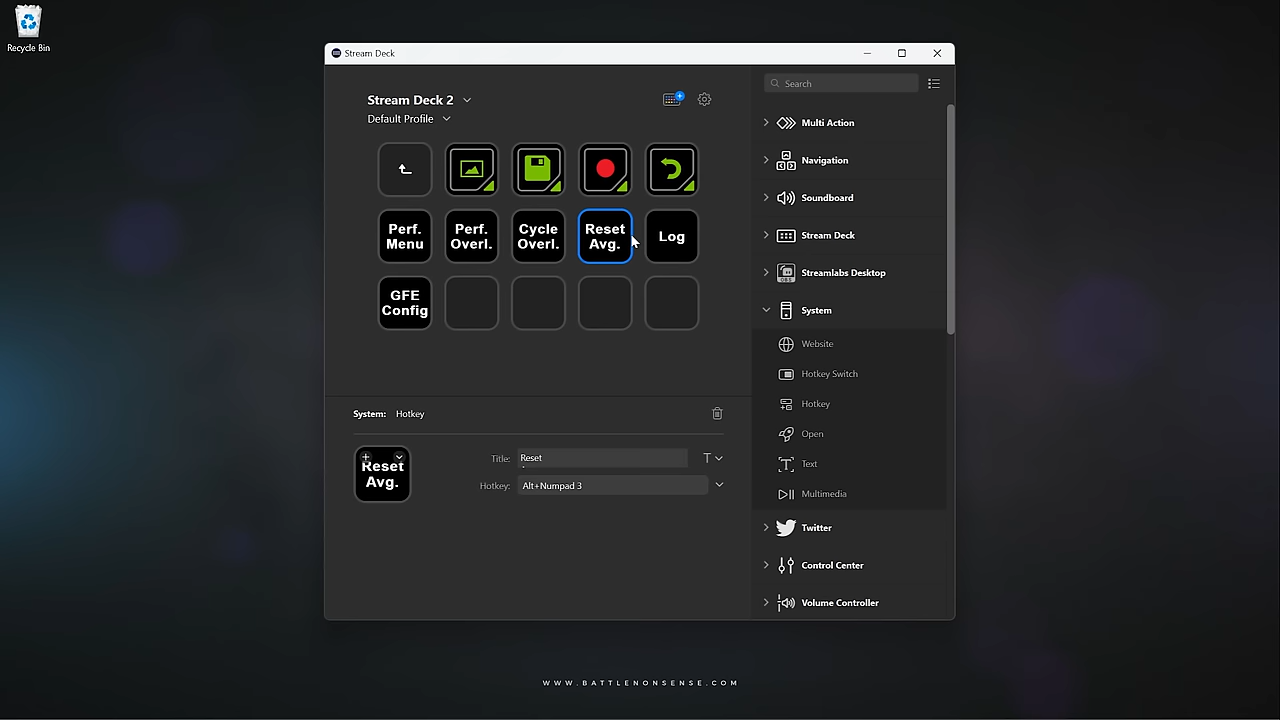 Recycle Bin
Stream Deck
Stream Deck 2
Default Profile
Perf.
Menu
Perf.
Overl.
Cycle
Overl.
Reset
Avg.
Log
GFE
Config
System: Hotkey
Reset
Avg.
Title: Reset
Hotkey: Alt+Numpad 3
Search
Multi Action
Navigation
Soundboard
Stream Deck
Streamlabs Desktop
System
Website
Hotkey Switch
Hotkey
Open
Text
Multimedia
Twitter
Control Center
Volume Controller
WWW.BATTLENONSENSE.COM